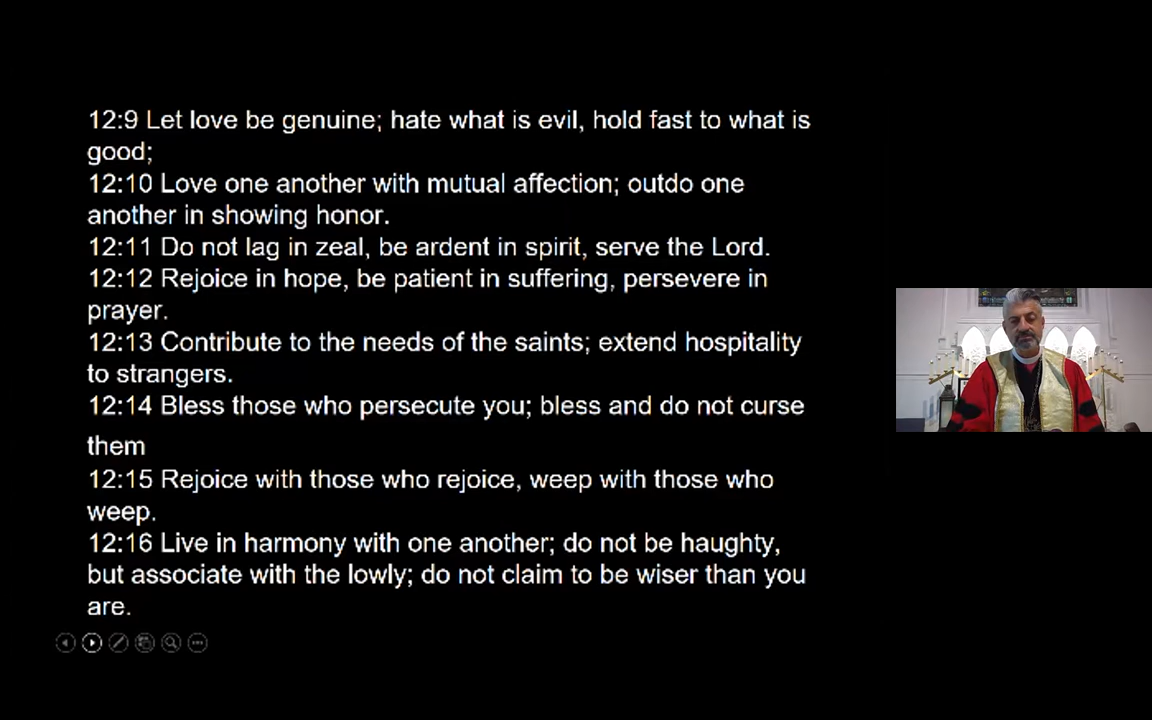 12:9 Let love be genuine; hate what is evil, hold fast to what is
good;
12:10 Love one another with mutual affection; outdo one
another in showing honor.
12:11 Do not lag in zeal, be ardent in spirit, serve the Lord.
12:12 Rejoice in hope, be patient in suffering, persevere in
prayer.
12:13 Contribute to the needs of the saints; extend hospitality
to strangers.
12:14 Bless those who persecute you; bless and do not curse
them
12:15 Rejoice with those who rejoice, weep with those who
weep.
12:16 Live in harmony with one another; do not be haughty,
but associate with the lowly; do not claim to be wiser than you
are.